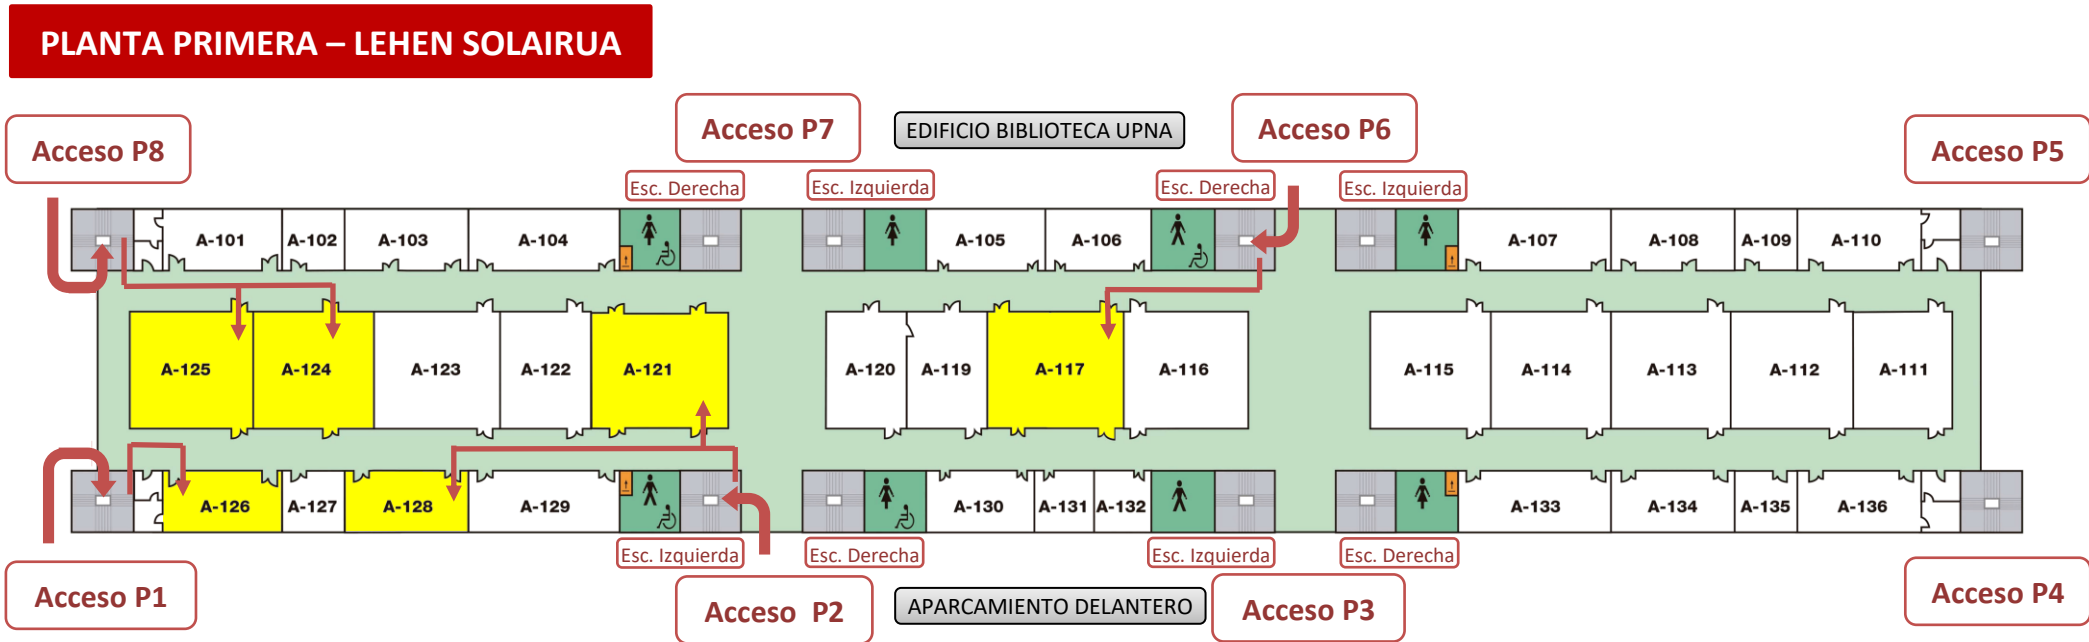 PLANTA PRIMERA – LEHEN SOLAIRUA
Acceso P8
Acceso P7
EDIFICIO BIBLIOTECA UPNA
Acceso P6
Acceso P5
Esc. Derecha
Esc. Izquierda
Esc. Derecha
Esc. Izquierda
A-101
A-102
A-103
A-104
A-105
A-106
A-107
A-108
A-109
A-110
A-125
A-124
A-123
A-122
A-121
A-120
A-119
A-117
A-116
A-115
A-114
A-113
A-112
A-111
A-126
A-127
A-128
A-129
A-130
A-131
A-132
A-133
A-134
A-135
A-136
Esc. Izquierda
Esc. Derecha
Esc. Izquierda
Esc. Derecha
Acceso P1
Acceso P2
APARCAMIENTO DELANTERO
Acceso P3
Acceso P4